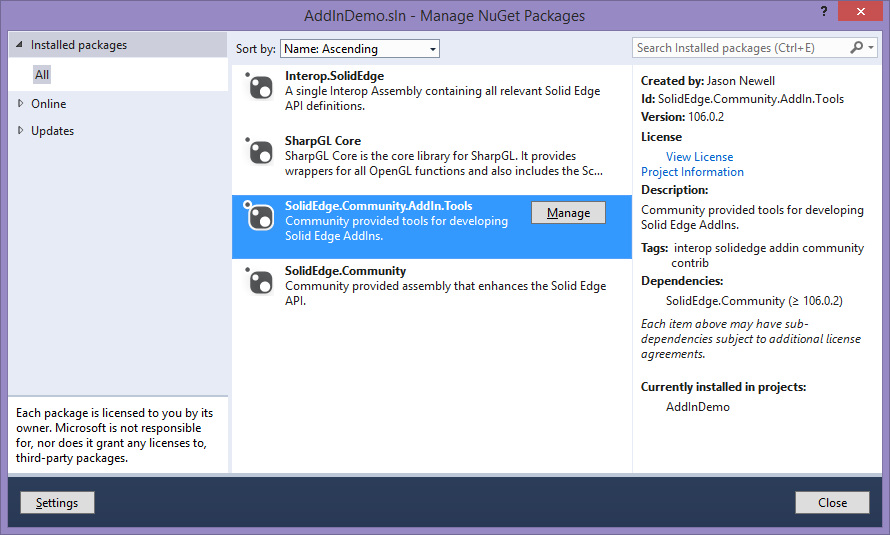 AddInDemo.sln - Manage NuGet Packages
?
Installed packages
All
Online
Updates
Each package is licensed to you by its
owner. Microsoft is not responsible
for, nor does it grant any licenses to,
third-party packages.
Sort by: Name: Ascending
Interop.SolidEdge
A single Interop Assembly containing all relevant Solid Edge
API definitions.
SharpGL Core
SharpGL Core is the core library for SharpGL. It provides
wrappers for all OpenGL functions and also includes the Sc...
SolidEdge.Community.AddIn.Tools
Community provided tools for developing
Solid Edge AddIns.
Manage
SolidEdge.Community
Community provided assembly that enhances the Solid Edge
API.
Search Installed packages (Ctrl+E)
Created by: Jason Newell
Id: SolidEdge.Community.AddIn.Tools
Version: 106.0.2
License
View License
Project Information
Description:
Community provided tools for developing
Solid Edge AddIns.
Tags: interop solidedge addin community
contrib
Dependencies:
SolidEdge.Community (≥ 106.0.2)
Each item above may have sub-
dependencies subject to additional license
agreements.
Currently installed in projects:
AddInDemo
Settings
Close